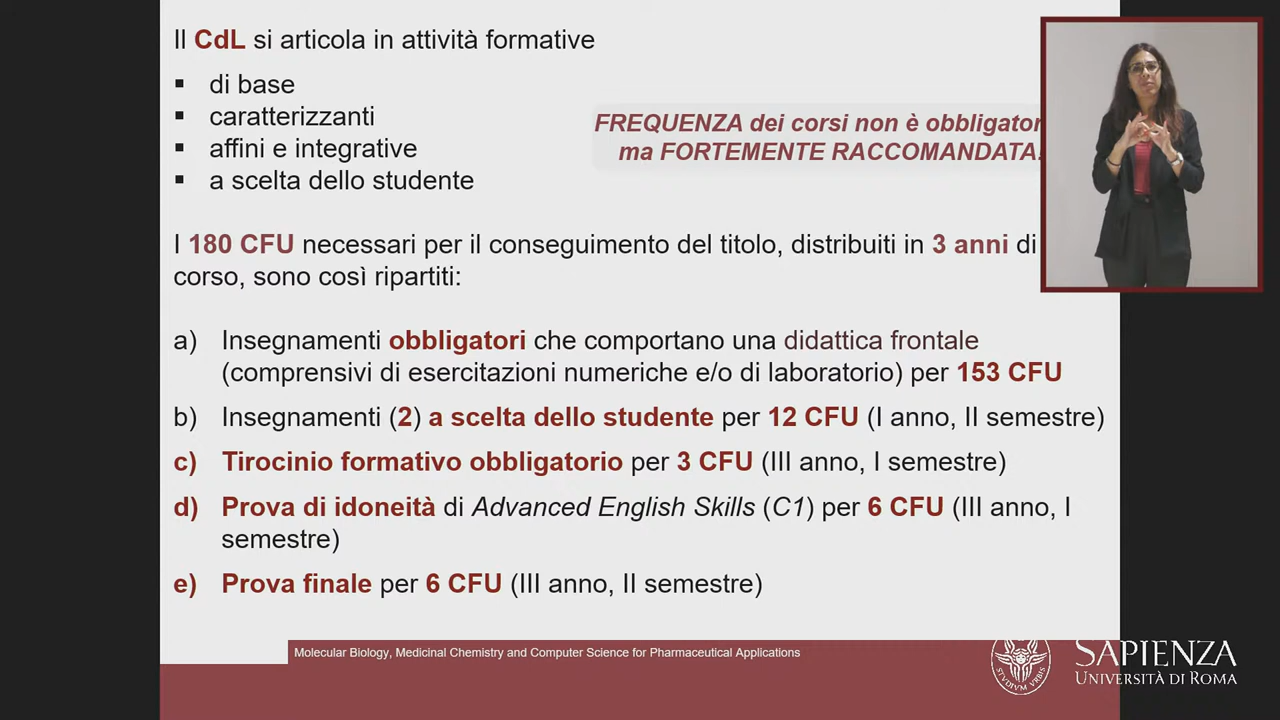 Il CdL si articola in attività formative
▪ di base
▪ caratterizzanti
▪ affini e integrative
▪ a scelta dello studente
FREQUENZA dei corsi non è
ma FORTEMENTE RACCOMANDATA!
I 180 CFU necessari per il conseguimento del titolo, distribuiti in 3 anni di
corso, sono così ripartiti:
a) Insegnamenti obbligatori che comportano una didattica frontale
(comprensivi di esercitazioni numeriche e/o di laboratorio) per 153 CFU
b) Insegnamenti (2) a scelta dello studente per 12 CFU (I anno, II semestre)
c) Tirocinio formativo obbligatorio per 3 CFU (III anno, I semestre)
d) Prova di idoneità di Advanced English Skills (C1) per 6 CFU (III anno, I
semestre)
e) Prova finale per 6 CFU (III anno, II semestre)
Molecular Biology, Medicinal Chemistry and Computer Science for Pharmaceutical Applications
STUDIUM URBIS
SAPIENZA
UNIVERSITÀ DI ROMA